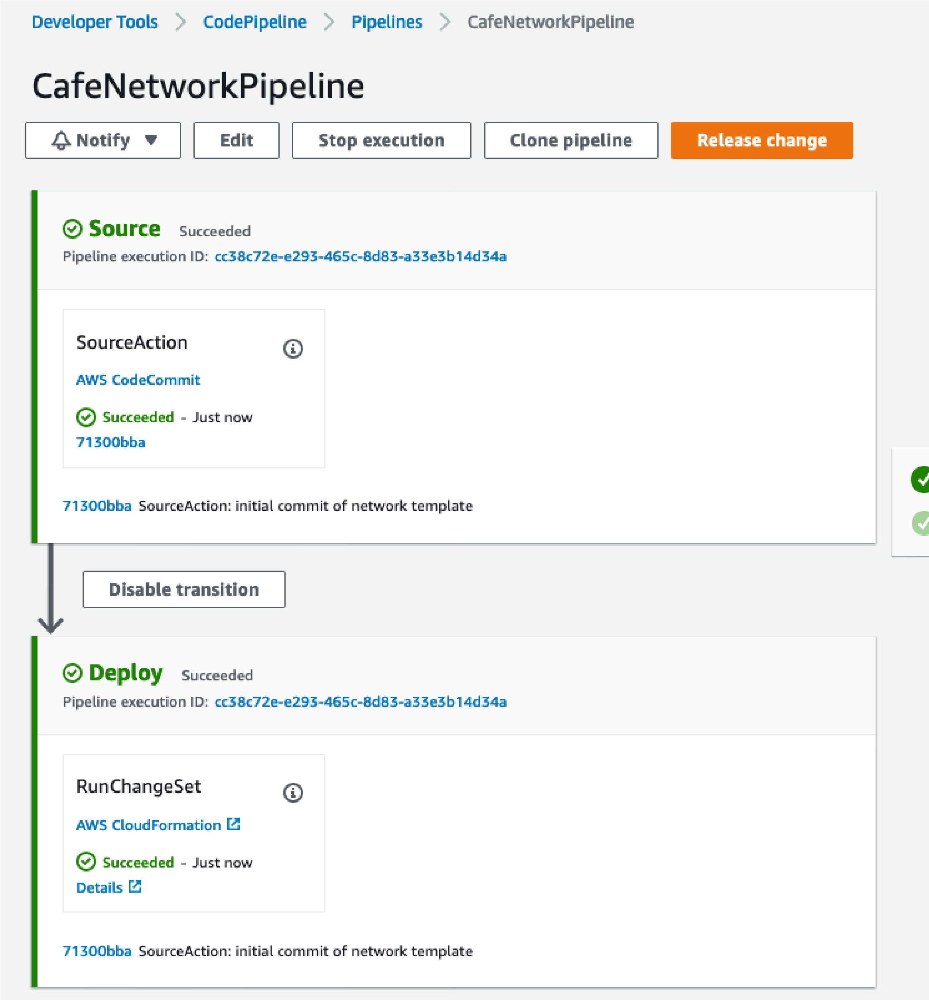 Developer Tools > CodePipeline > Pipelines > CafeNetworkPipeline
CafeNetworkPipeline
Notify ▼ Edit Stop execution Clone pipeline Release change
Source Succeeded
Pipeline execution ID: cc38c72e-e293-465c-8d83-a33e3b14d34a
SourceAction
AWS CodeCommit
Succeeded - Just now
71300bba
71300bba SourceAction: initial commit of network template
Disable transition
Deploy Succeeded
Pipeline execution ID: cc38c72e-e293-465c-8d83-a33e3b14d34a
RunChangeSet
AWS CloudFormation
Succeeded - Just now
Details
71300bba SourceAction: initial commit of network template